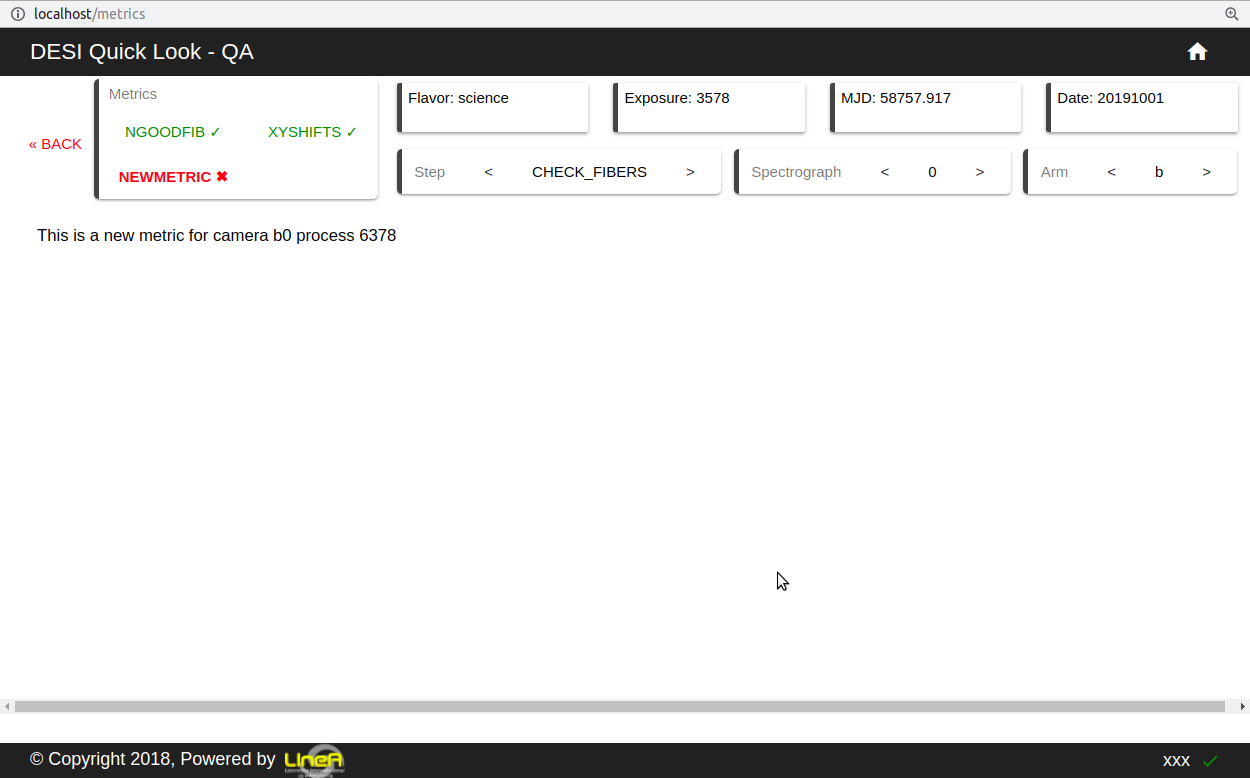 localhost/metrics
DESI Quick Look - QA
« BACK
Metrics
NGOODFIB ✓ XYSHIFTS ✓
NEWMETRIC ✖
Flavor: science
Exposure: 3578
MJD: 58757.917
Date: 20191001
Step < CHECK_FIBERS >
Spectrograph < 0 >
Arm < b >
This is a new metric for camera b0 process 6378
© Copyright 2018, Powered by LIneA
xxx ✓